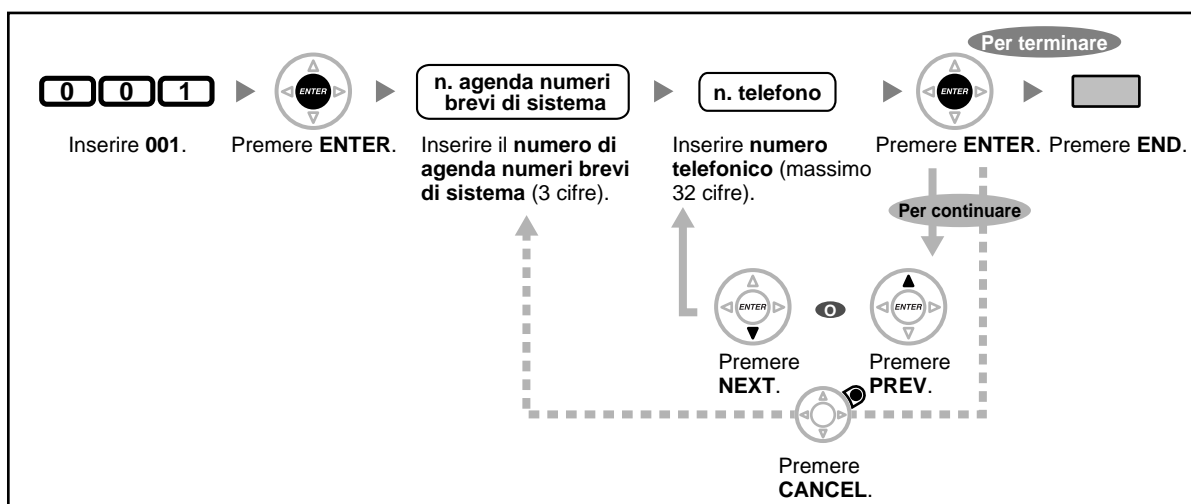 Per terminare
0 0 1
ENTER
n. agenda numeri
brevi di sistema
n. telefono
ENTER
Inserire 001.
Premere ENTER.
Inserire il numero di
agenda numeri brevi
di sistema (3 cifre).
Inserire numero
telefonico (massimo
32 cifre).
Premere ENTER.
Premere END.
Per continuare
ENTER
O
ENTER
Premere
NEXT.
Premere
PREV.
Premere
CANCEL.